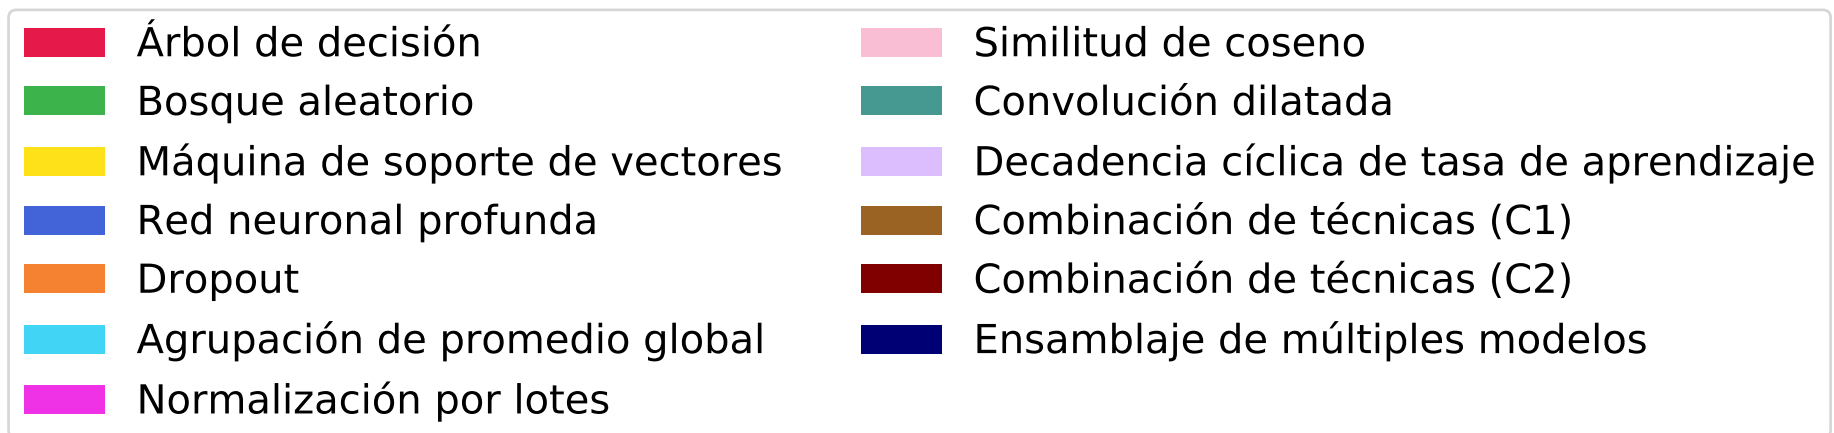 Árbol de decisión
Bosque aleatorio
Máquina de soporte de vectores
Red neuronal profunda
Dropout
Agrupación de promedio global
Normalización por lotes
Similitud de coseno
Convolución dilatada
Decadencia cíclica de tasa de aprendizaje
Combinación de técnicas (C1)
Combinación de técnicas (C2)
Ensamblaje de múltiples modelos